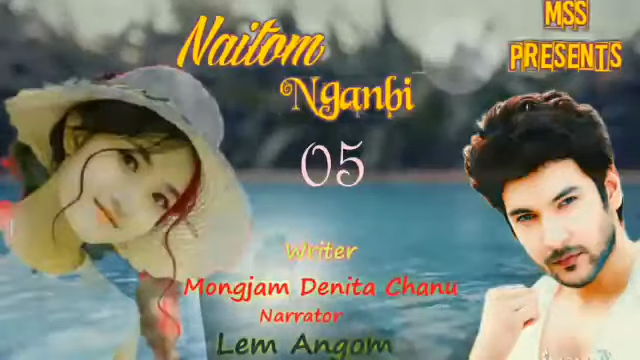 Naitom
Nganbi
05
MSS
PRESENTS
Writer
Mongjam Denita Chanu
Narrator
Lem Angom